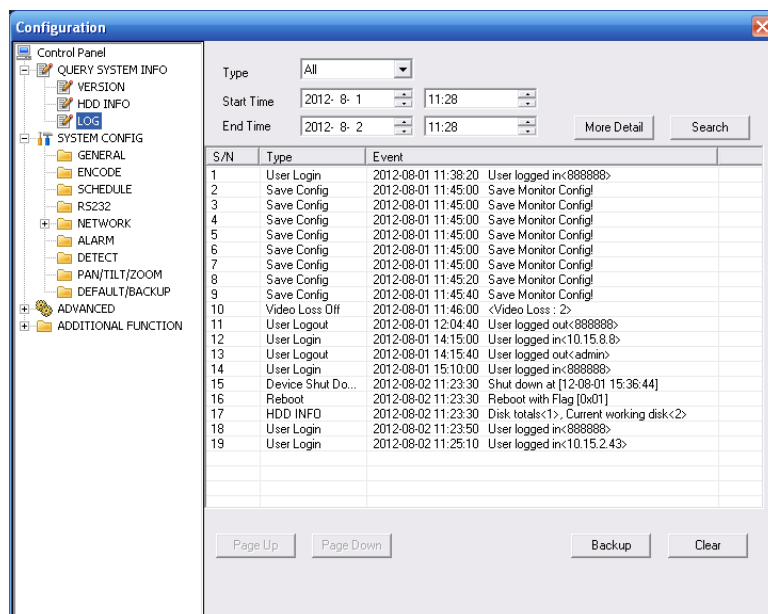 Configuration
Control Panel
QUERY SYSTEM INFO
VERSION
HDD INFO
LOG
SYSTEM CONFIG
GENERAL
ENCODE
SCHEDULE
RS232
NETWORK
ALARM
DETECT
PAN/TILT/ZOOM
DEFAULT/BACKUP
ADVANCED
ADDITIONAL FUNCTION
Type All
Start Time 2012- 8- 1 11:28
End Time 2012- 8- 2 11:28 More Detail Search
S/N Type Event
1 User Login 2012-08-01 11:38:20 User logged in<888888>
2 Save Config 2012-08-01 11:45:00 Save Monitor Config!
3 Save Config 2012-08-01 11:45:00 Save Monitor Config!
4 Save Config 2012-08-01 11:45:00 Save Monitor Config!
5 Save Config 2012-08-01 11:45:00 Save Monitor Config!
6 Save Config 2012-08-01 11:45:00 Save Monitor Config!
7 Save Config 2012-08-01 11:45:00 Save Monitor Config!
8 Save Config 2012-08-01 11:45:20 Save Monitor Config!
9 Save Config 2012-08-01 11:45:40 Save Monitor Config!
10 Video Loss Off 2012-08-01 11:46:00 <Video Loss : 2>
11 User Logout 2012-08-01 12:04:40 User logged out<888888>
12 User Login 2012-08-01 14:15:00 User logged in<10.15.8.8>
13 User Logout 2012-08-01 14:15:40 User logged out<admin>
14 User Login 2012-08-01 15:10:00 User logged in<888888>
15 Device Shut Do... 2012-08-02 11:23:30 Shut down at [12-08-01 15:36:44]
16 Reboot 2012-08-02 11:23:30 Reboot with Flag [0x01]
17 HDD INFO 2012-08-02 11:23:30 Disk totals<1>, Current working disk<2>
18 User Login 2012-08-02 11:23:50 User logged in<888888>
19 User Login 2012-08-02 11:25:10 User logged in<10.15.2.43>
Page Up Page Down Backup Clear